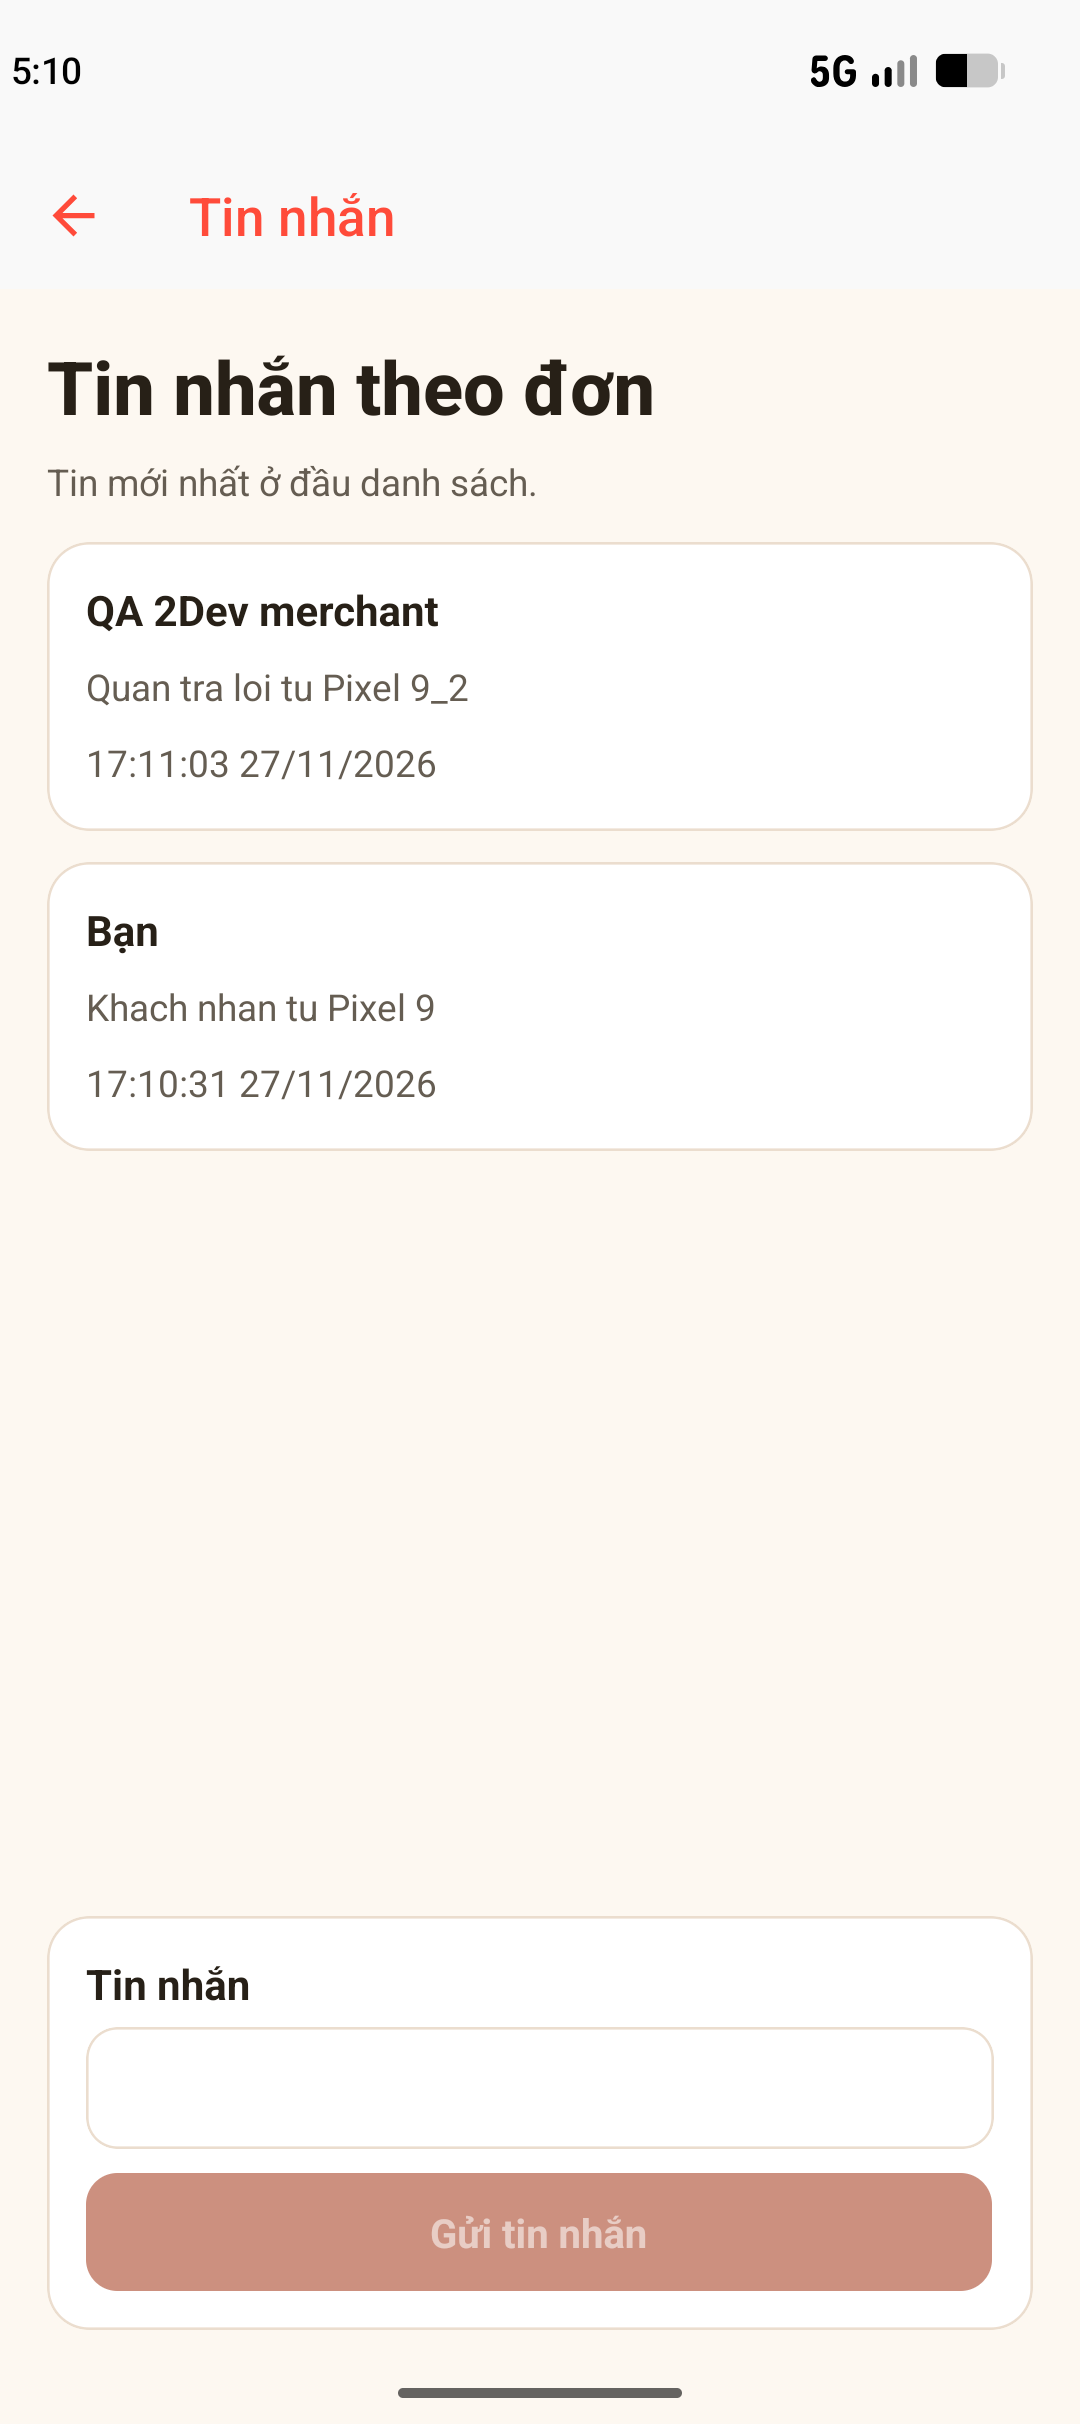 5:10
5G
Tin nhắn
Tin nhắn theo đơn
Tin mới nhất ở đầu danh sách.
QA 2Dev merchant
Quan tra loi tu Pixel 9_2
17:11:03 27/11/2026
Bạn
Khach nhan tu Pixel 9
17:10:31 27/11/2026
Tin nhắn
Gửi tin nhắn